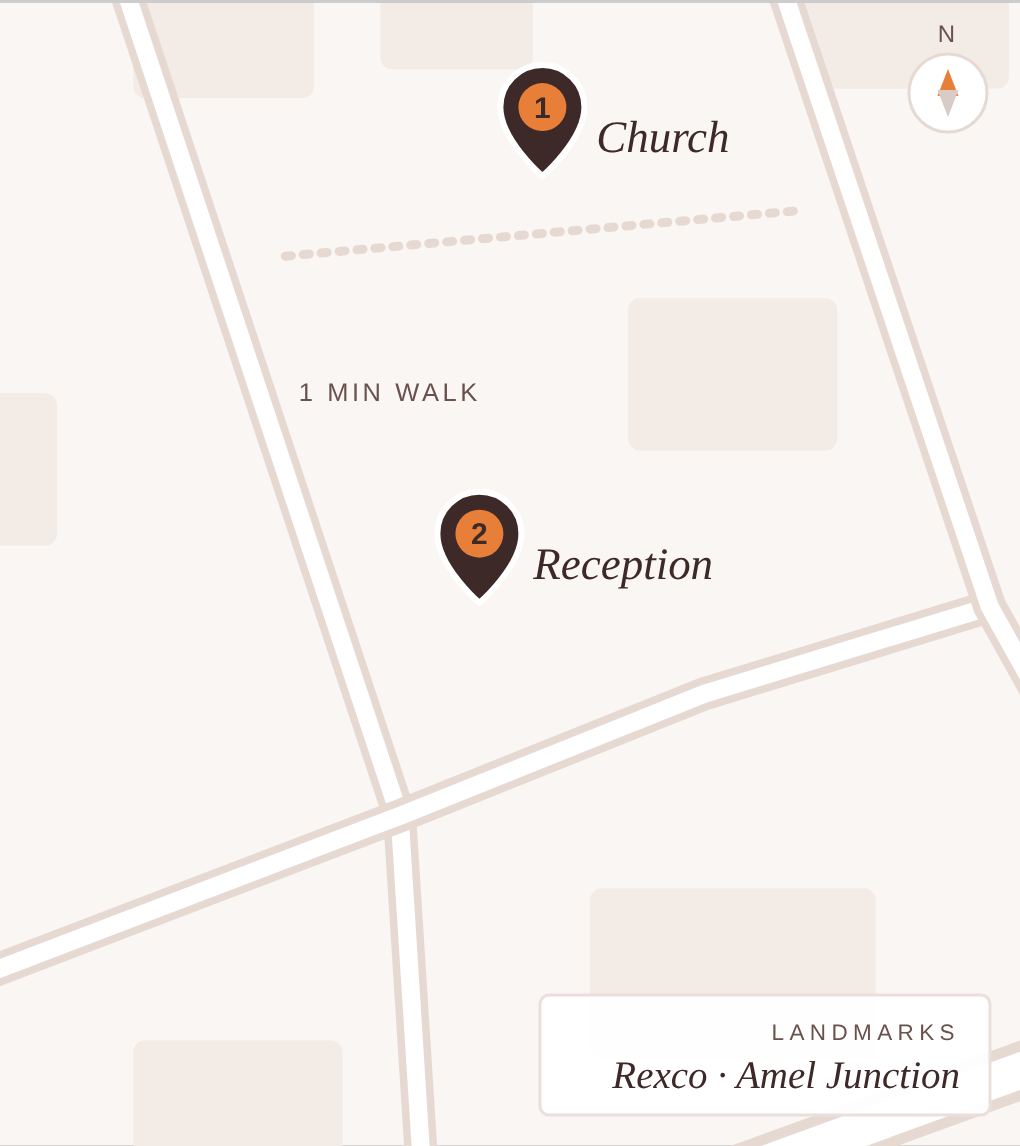 N
1
Church
1 MIN WALK
2
Reception
LANDMARKS
Rexco · Amel Junction